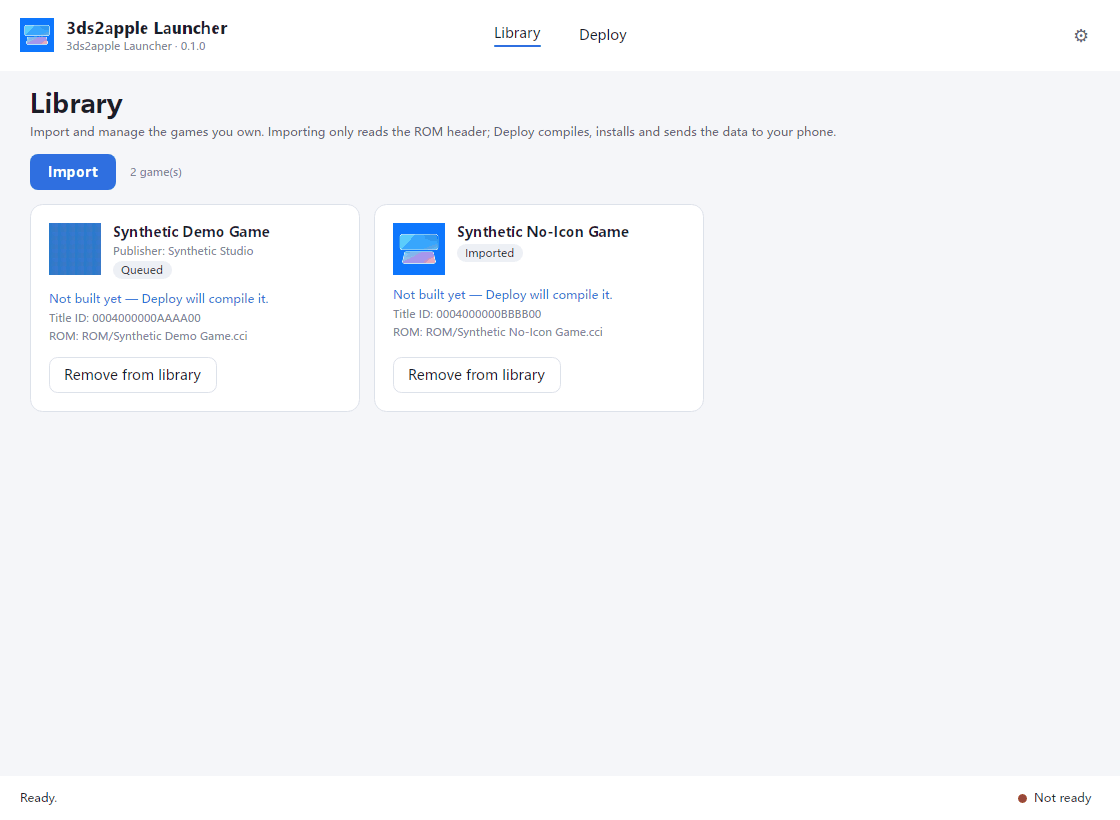 3ds2apple Launcher
3ds2apple Launcher · 0.1.0
Library
Deploy
Library
Import and manage the games you own. Importing only reads the ROM header; Deploy compiles, installs and sends the data to your phone.
Import
2 game(s)
Synthetic Demo Game
Publisher: Synthetic Studio
Queued
Not built yet — Deploy will compile it.
Title ID: 0004000000AAAA00
ROM: ROM/Synthetic Demo Game.cci
Remove from library
Synthetic No-Icon Game
Imported
Not built yet — Deploy will compile it.
Title ID: 0004000000BBBB00
ROM: ROM/Synthetic No-Icon Game.cci
Remove from library
Ready.
Not ready